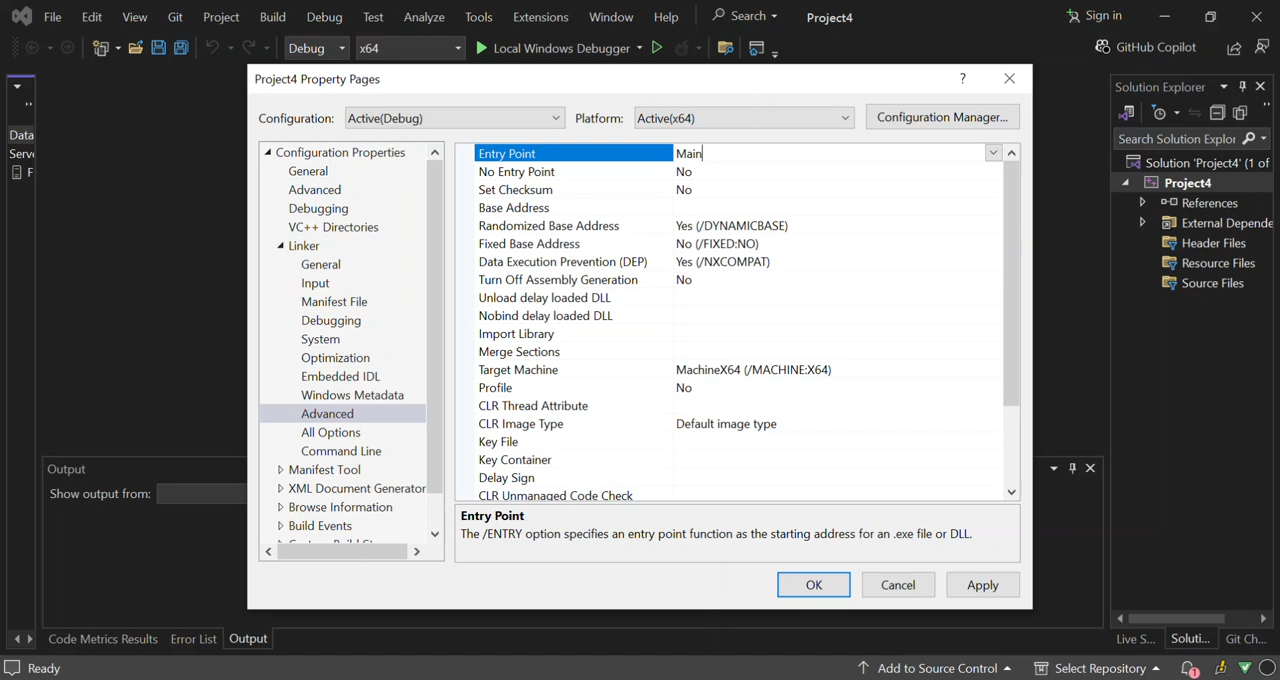 File Edit View Git Project Build Debug Test Analyze Tools Extensions Window Help Search Project4 Sign in
Debug x64 Local Windows Debugger GitHub Copilot
Project4 Property Pages
Configuration: Active(Debug) Platform: Active(x64) Configuration Manager...
Configuration Properties
General
Advanced
Debugging
VC++ Directories
Linker
General
Input
Manifest File
Debugging
System
Optimization
Embedded IDL
Windows Metadata
Advanced
All Options
Command Line
Manifest Tool
XML Document Generator
Browse Information
Build Events
Entry Point Main
No Entry Point No
Set Checksum No
Base Address
Randomized Base Address Yes (/DYNAMICBASE)
Fixed Base Address No (/FIXED:NO)
Data Execution Prevention (DEP) Yes (/NXCOMPAT)
Turn Off Assembly Generation No
Unload delay loaded DLL
Nobind delay loaded DLL
Import Library
Merge Sections
Target Machine MachineX64 (/MACHINE:X64)
Profile No
CLR Thread Attribute
CLR Image Type Default image type
Key File
Key Container
Delay Sign
CLR Unmanaged Code Check
Entry Point
The /ENTRY option specifies an entry point function as the starting address for an .exe file or DLL.
OK Cancel Apply
Data
Serve
F
Solution Explorer
Search Solution Explor
Solution 'Project4' (1 of
Project4
References
External Depende
Header Files
Resource Files
Source Files
Output
Show output from:
Code Metrics Results Error List Output
Live S... Soluti... Git Ch...
Ready Add to Source Control Select Repository 1